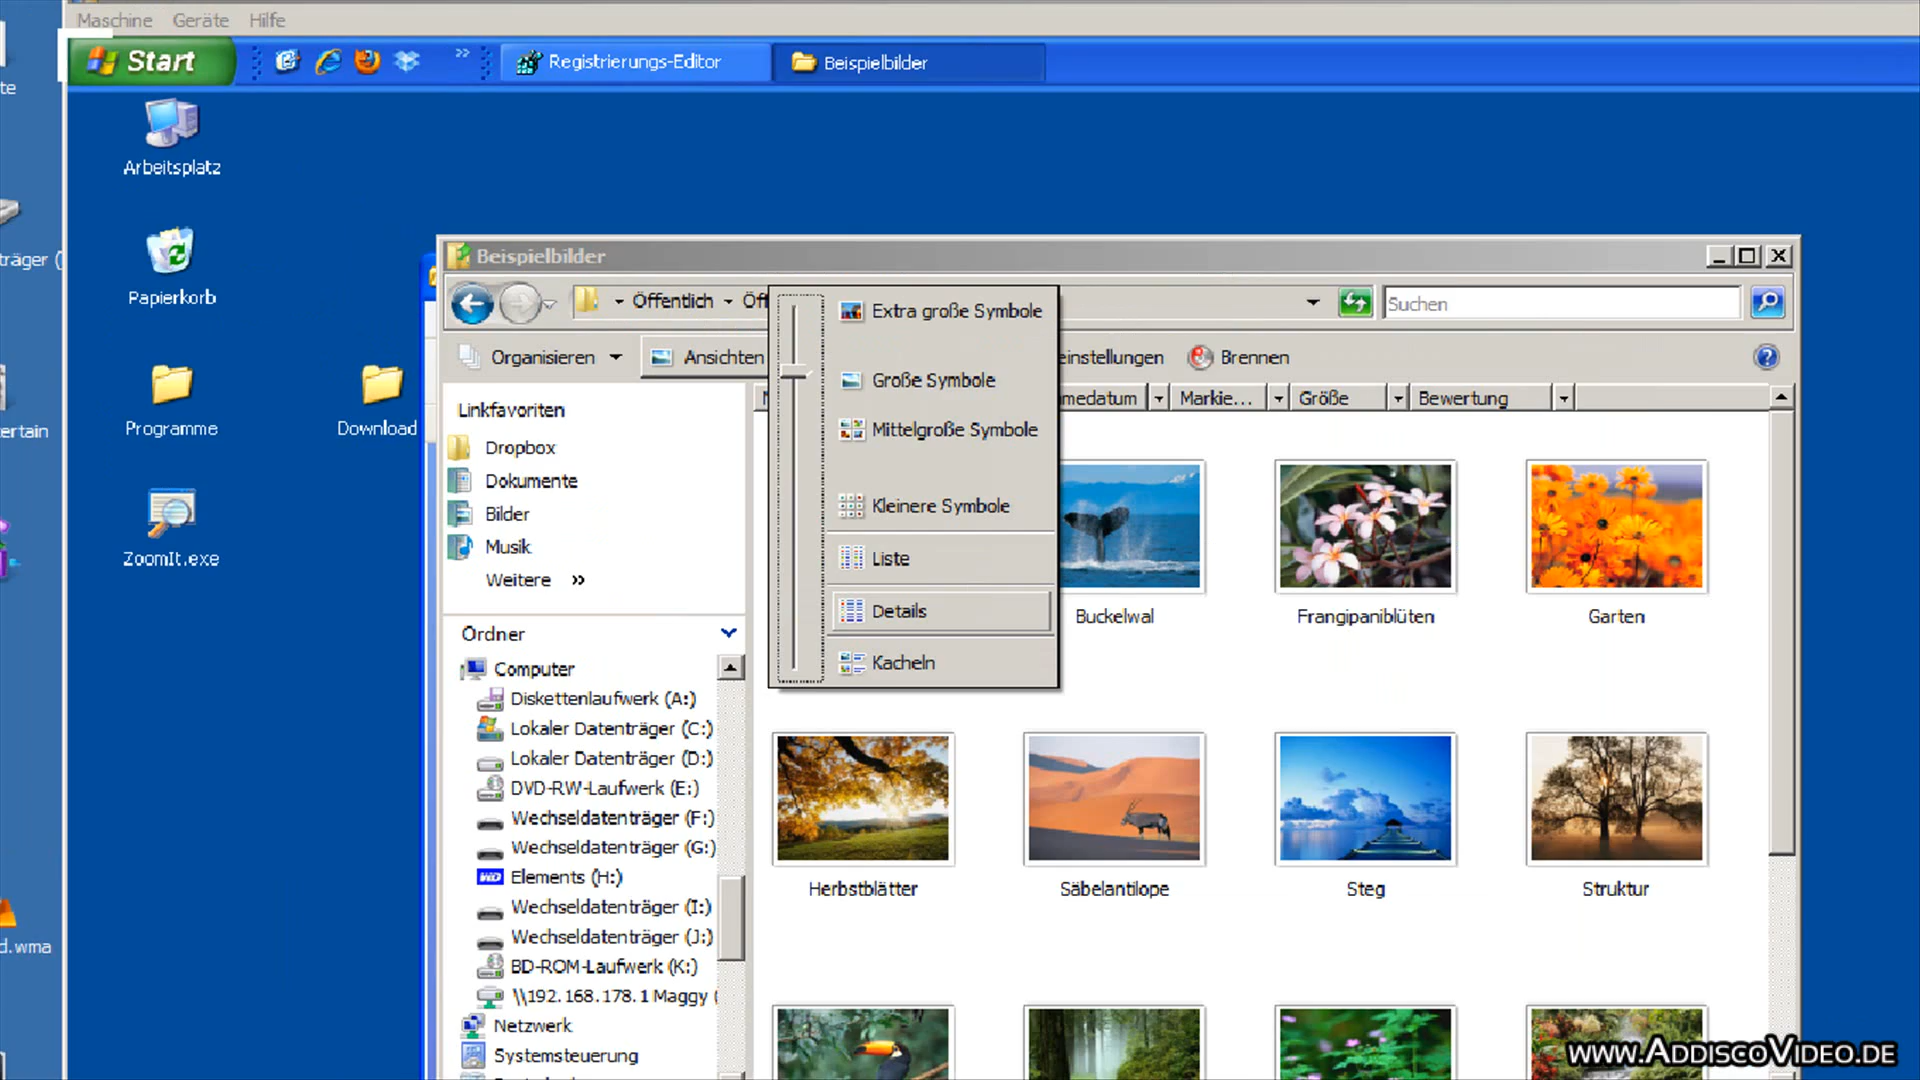 Maschine Geräte Hilfe
Start
Registrierungs-Editor
Beispielbilder
te
Arbeitsplatz
träger (
Papierkorb
Programme
Download
ertain
ZoomIt.exe
d.wma
Beispielbilder
Öffentlich
Öff
Suchen
Organisieren
Ansichten
einstellungen
Brennen
Linkfavoriten
Dropbox
Dokumente
Bilder
Musik
Weitere »
Ordner
Computer
Diskettenlaufwerk (A:)
Lokaler Datenträger (C:)
Lokaler Datenträger (D:)
DVD-RW-Laufwerk (E:)
Wechseldatenträger (F:)
Wechseldatenträger (G:)
Elements (H:)
Wechseldatenträger (I:)
Wechseldatenträger (J:)
BD-ROM-Laufwerk (K:)
\\192.168.178.1 Maggy (
Netzwerk
Systemsteuerung
Extra große Symbole
Große Symbole
Mittelgroße Symbole
Kleinere Symbole
Liste
Details
Kacheln
medatum Markie... Größe Bewertung
Buckelwal
Frangipaniblüten
Garten
Herbstblätter
Säbelantilope
Steg
Struktur
www.AddiscoVideo.de